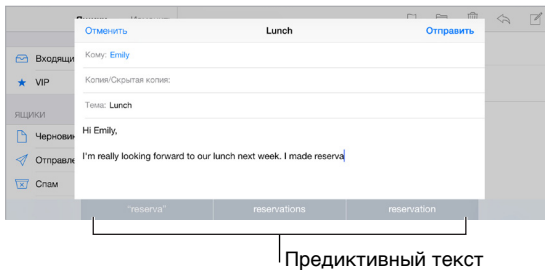 Отменить Lunch Отправить
Входящи Кому: Emily
VIP Копия/Скрытая копия:
ЯЩИКИ Тема: Lunch
Чернови Hi Emily,
Отправле I'm really looking forward to our lunch next week. I made reserva
Спам
"reserva" reservations reservation
Предиктивный текст